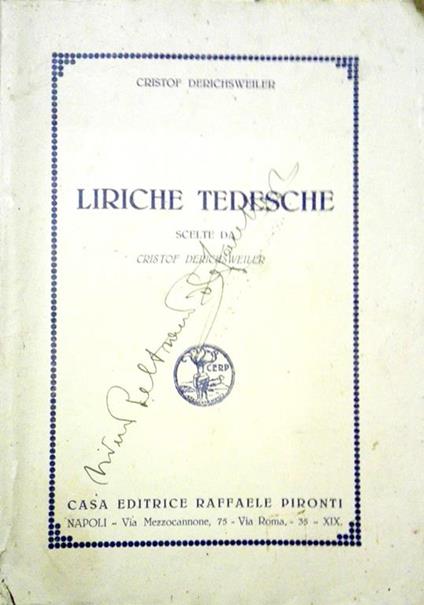 CRISTOF DERICHSWEILER
LIRICHE TEDESCHE
SCELTE DA
CRISTOF DERICHSWEILER
CERP
CASA EDITRICE RAFFAELE PIRONTI
NAPOLI - Via Mezzocannone, 75 - Via Roma, - 35 - XIX.